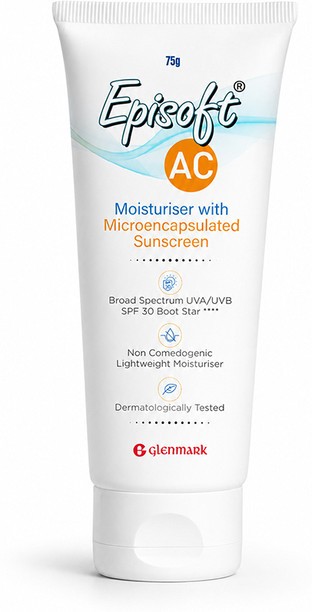 75g
Episoft®
AC
Moisturiser with
Microencapsulated
Sunscreen
Broad Spectrum UVA/UVB
SPF 30 Boot Star ****
Non Comedogenic
Lightweight Moisturiser
Dermatologically Tested
glenmark